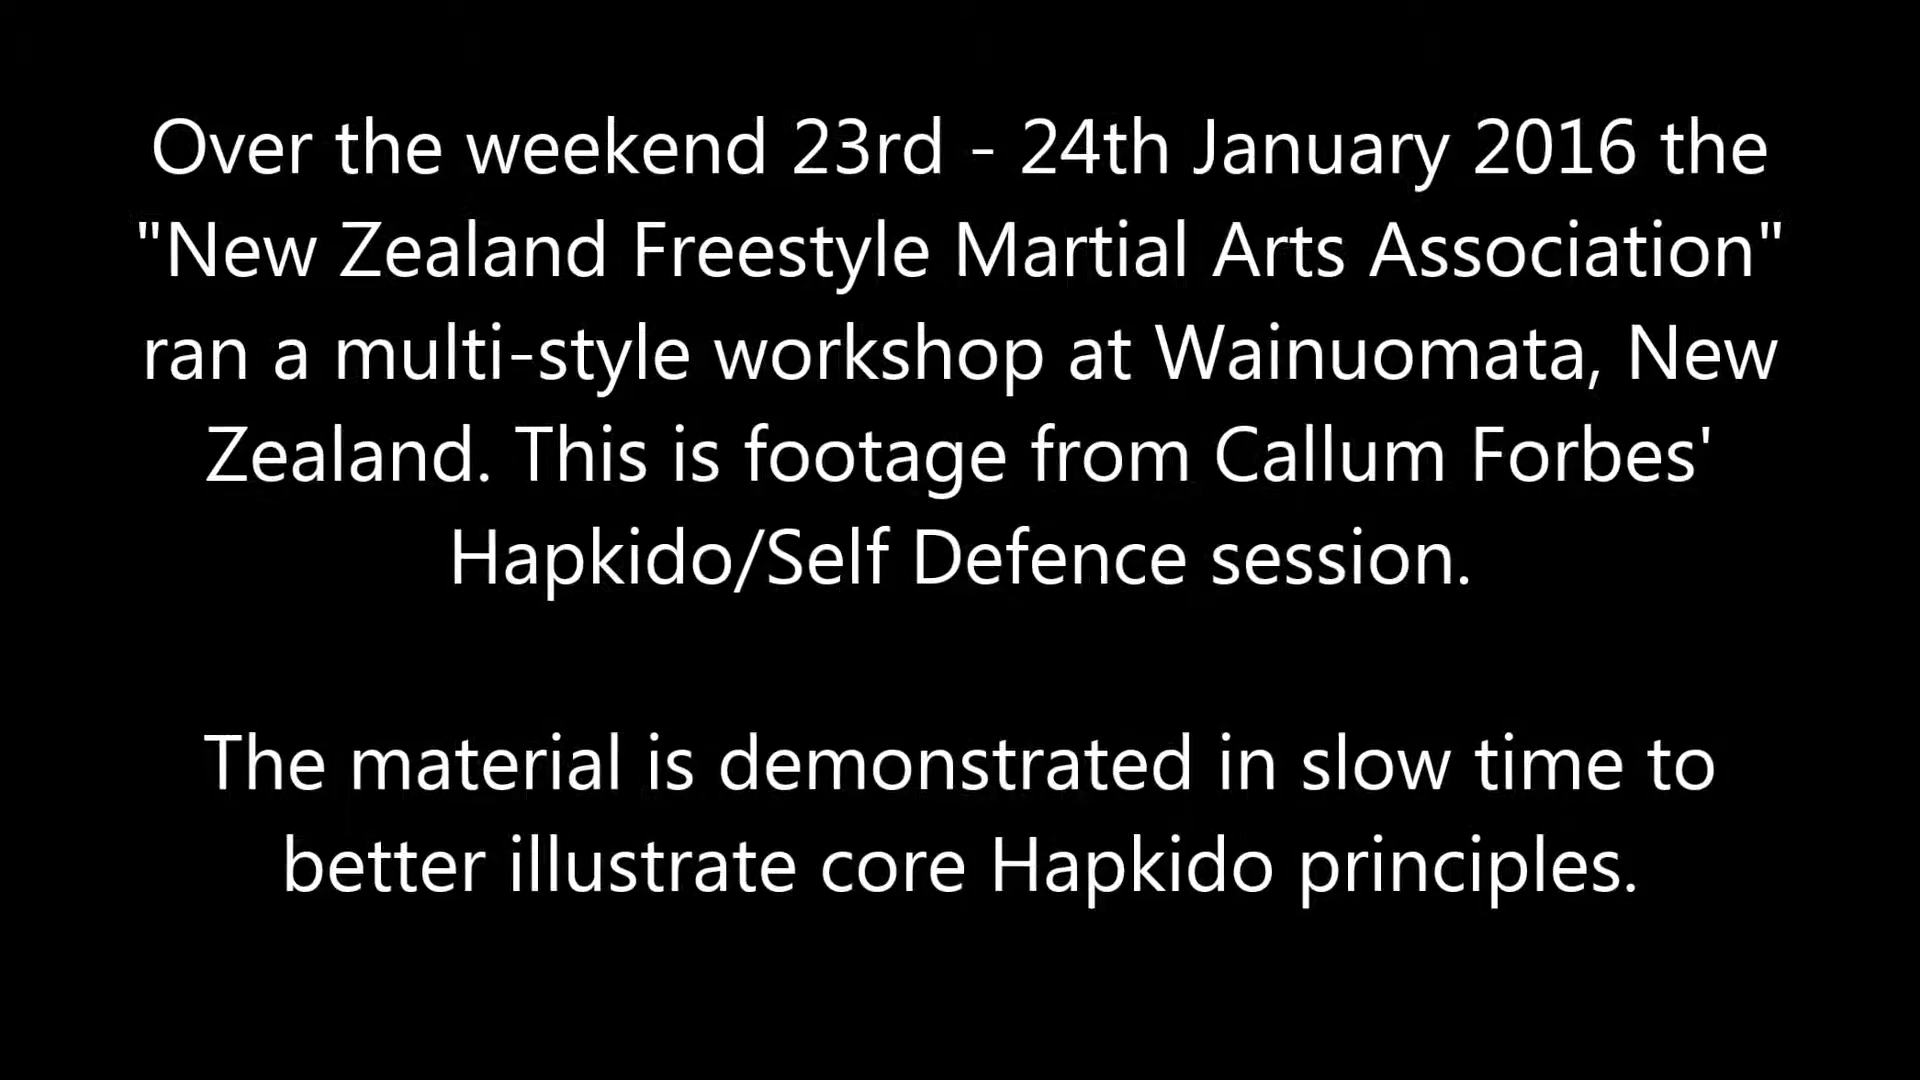 Over the weekend 23rd - 24th January 2016 the
"New Zealand Freestyle Martial Arts Association"
ran a multi-style workshop at Wainuomata, New
Zealand. This is footage from Callum Forbes'
Hapkido/Self Defence session.
The material is demonstrated in slow time to
better illustrate core Hapkido principles.